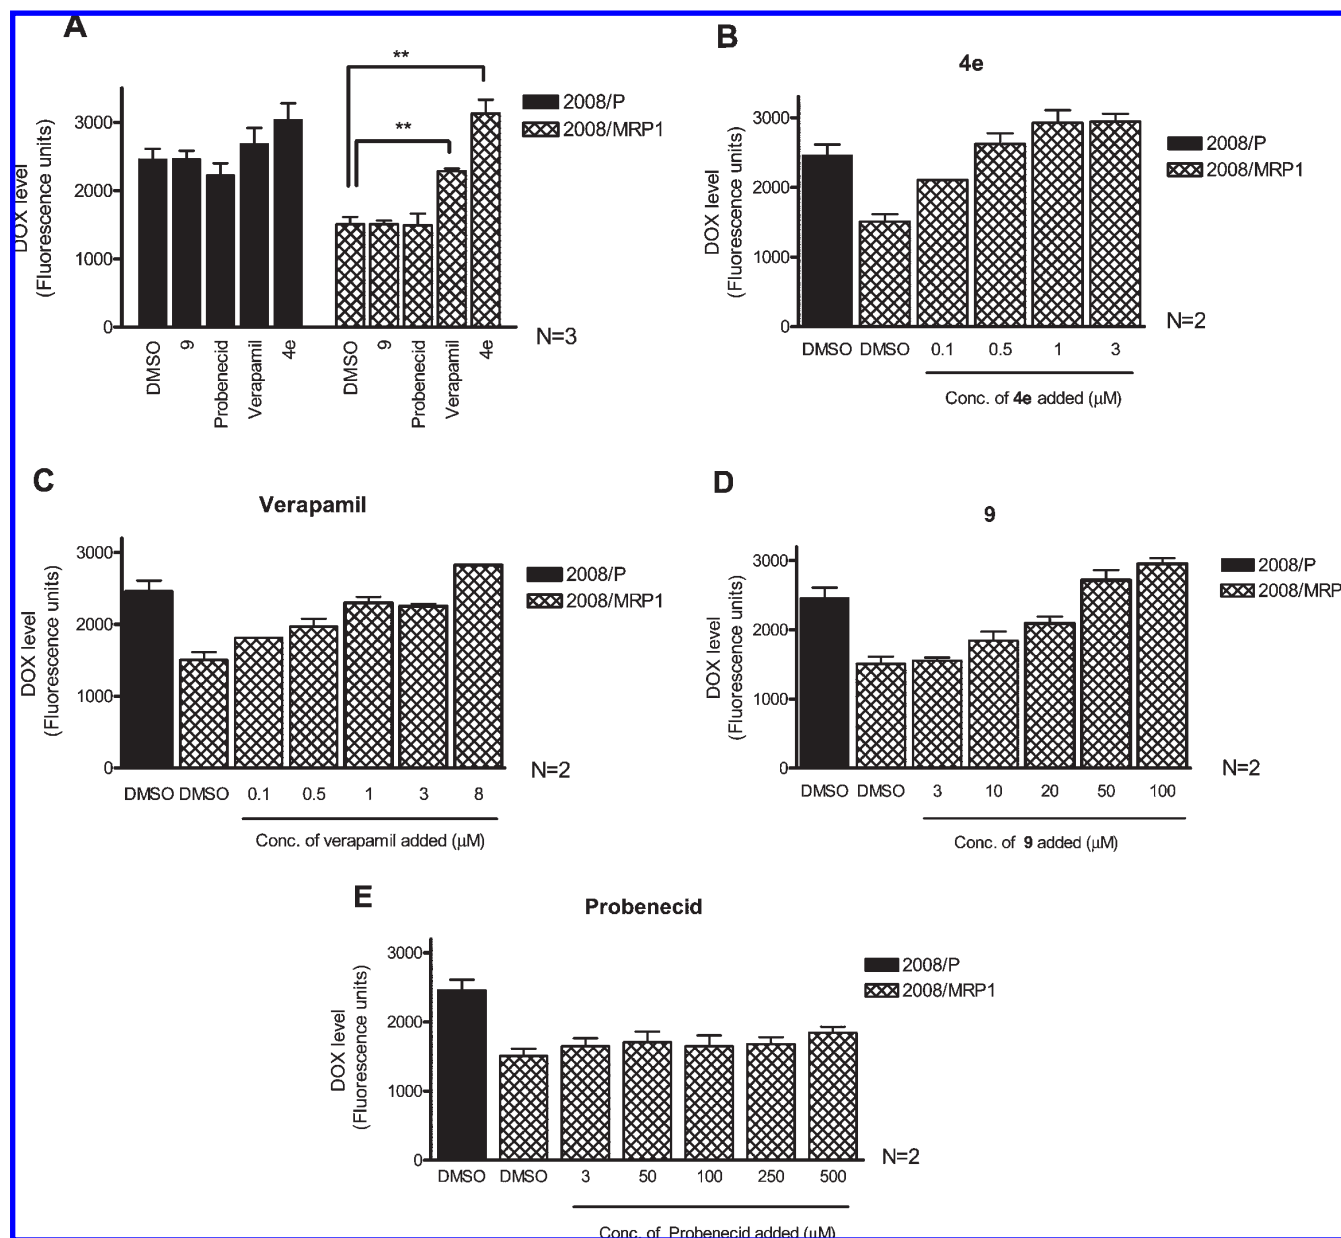 A
**
**
3000
2000
1000
0
DOX level
(Fluorescence units)
2008/P
2008/MRP1
N=3
DMSO
9
Probenecid
Verapamil
4e
DMSO
9
Probenecid
Verapamil
4e
B
4e
3000
2000
1000
0
DOX level
(Fluorescence units)
2008/P
2008/MRP1
N=2
DMSO DMSO 0.1 0.5 1 3
Conc. of 4e added (μM)
C
Verapamil
3000
2000
1000
0
DOX level
(Fluorescence units)
2008/P
2008/MRP1
N=2
DMSO DMSO 0.1 0.5 1 3 8
Conc. of verapamil added (μM)
D
9
3000
2000
1000
0
DOX level
(Fluorescence units)
2008/P
2008/MRP
N=2
DMSO DMSO 3 10 20 50 100
Conc. of 9 added (μM)
E
Probenecid
3000
2000
1000
0
DOX level
(Fluorescence units)
2008/P
2008/MRP1
N=2
DMSO DMSO 3 50 100 250 500
Conc. of Probenecid added (μM)